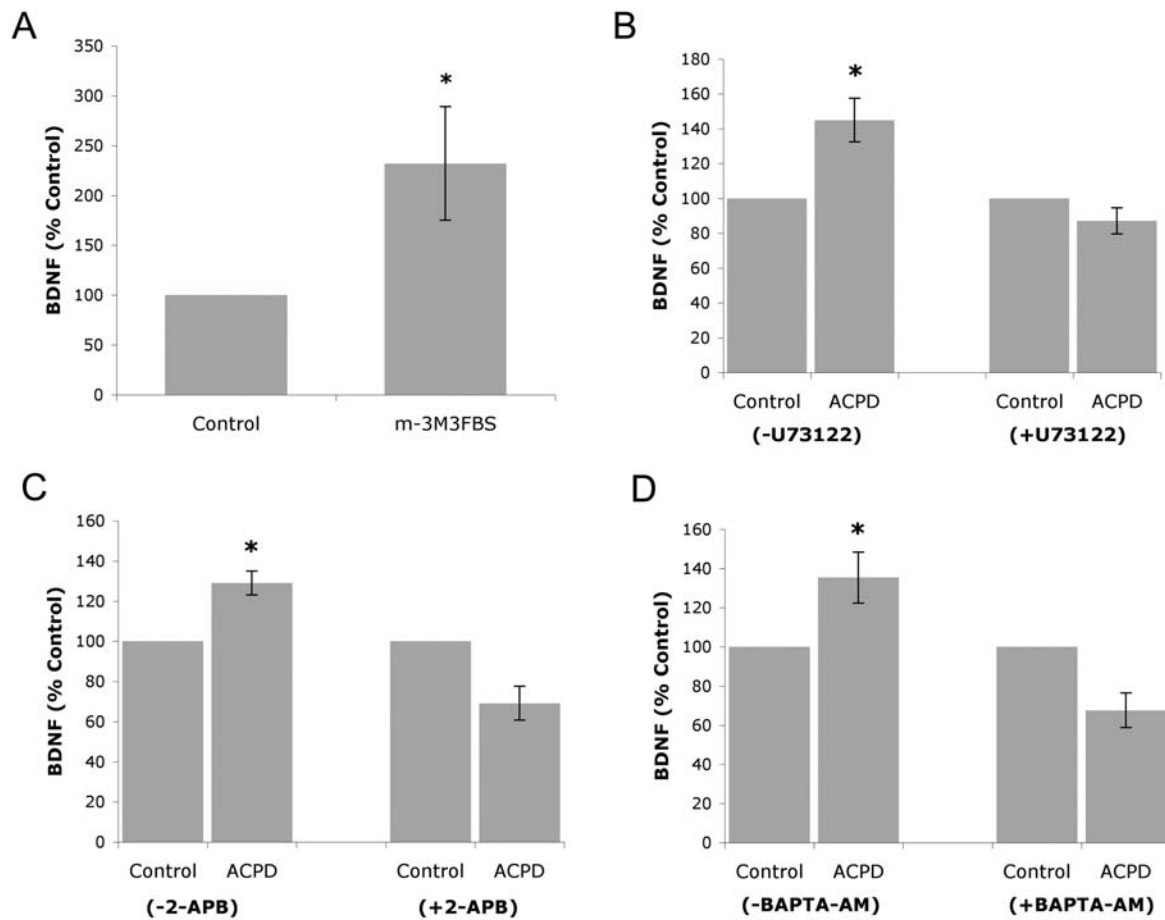 A
BDNF (% Control)
350
300
250
200
150
100
50
0
*
Control m-3M3FBS
B
BDNF (% Control)
180
160
140
120
100
80
60
40
20
0
*
Control ACPD Control ACPD
(-U73122) (+U73122)
C
BDNF (% Control)
160
140
120
100
80
60
40
20
0
*
Control ACPD Control ACPD
(-2-APB) (+2-APB)
D
BDNF (% Control)
160
140
120
100
80
60
40
20
0
*
Control ACPD Control ACPD
(-BAPTA-AM) (+BAPTA-AM)